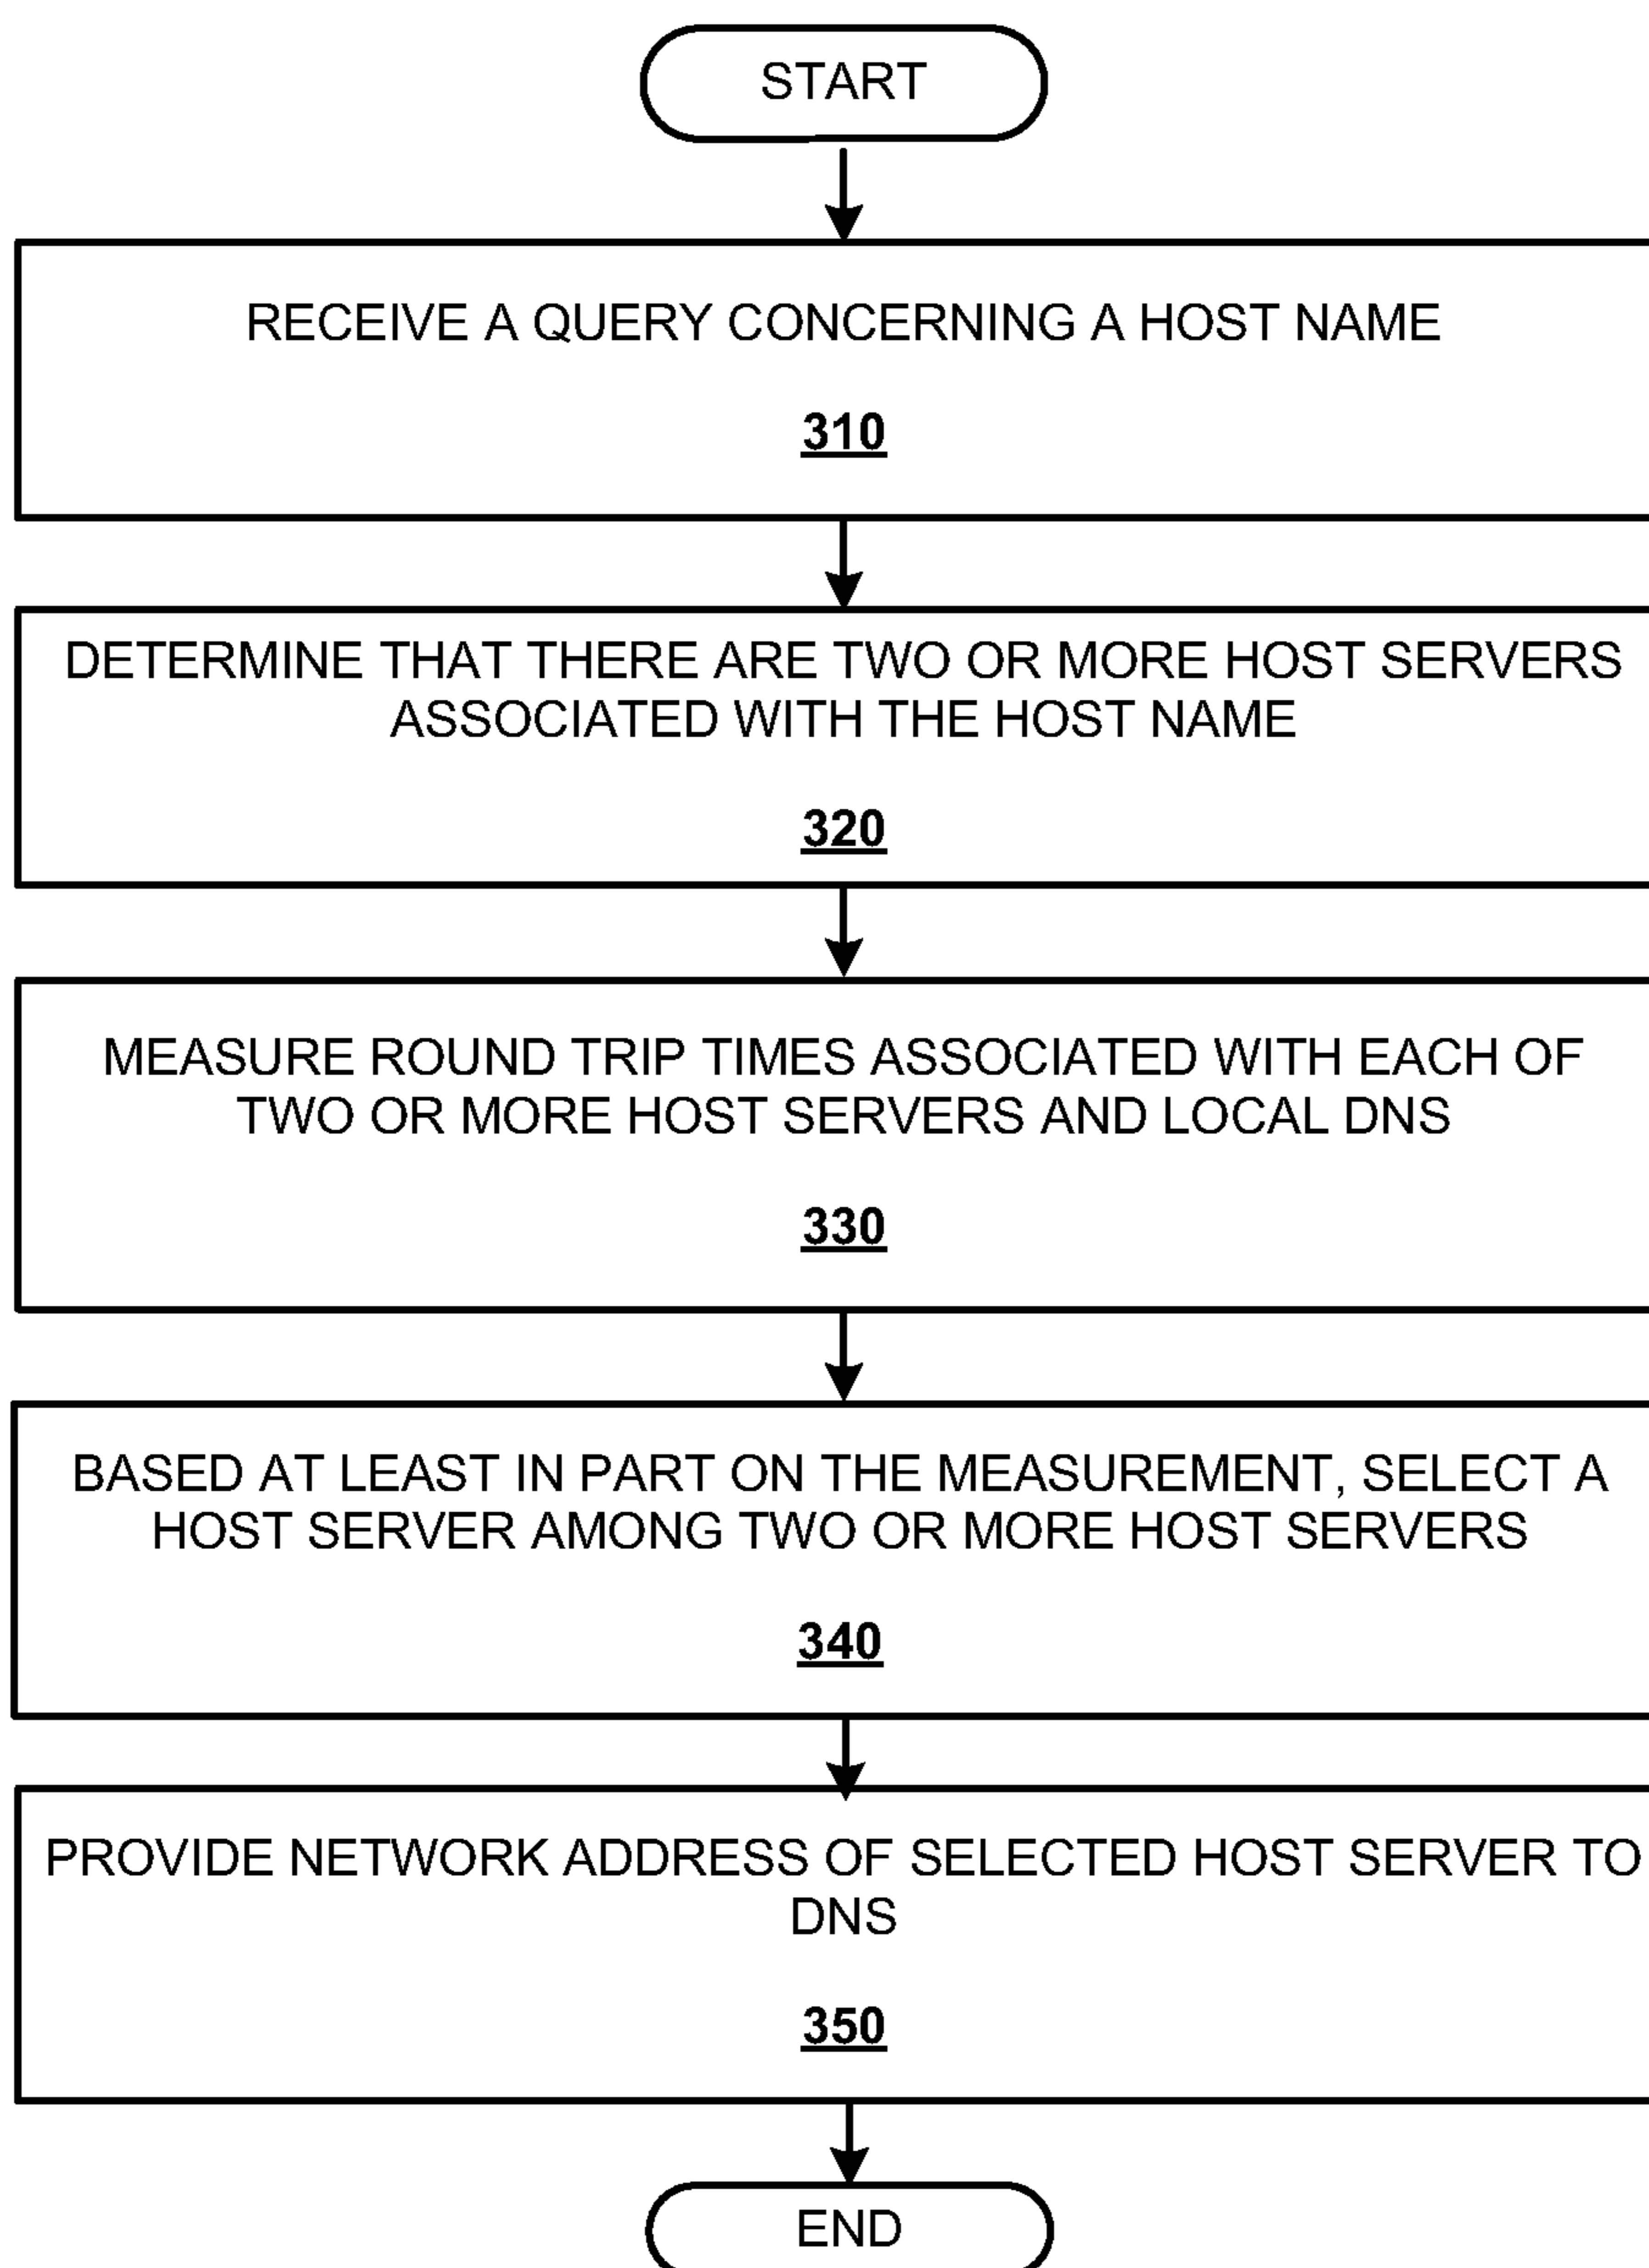 START
RECEIVE A QUERY CONCERNING A HOST NAME
310
DETERMINE THAT THERE ARE TWO OR MORE HOST SERVERS
ASSOCIATED WITH THE HOST NAME
320
MEASURE ROUND TRIP TIMES ASSOCIATED WITH EACH OF
TWO OR MORE HOST SERVERS AND LOCAL DNS
330
BASED AT LEAST IN PART ON THE MEASUREMENT, SELECT A
HOST SERVER AMONG TWO OR MORE HOST SERVERS
340
PROVIDE NETWORK ADDRESS OF SELECTED HOST SERVER TO
DNS
350
END